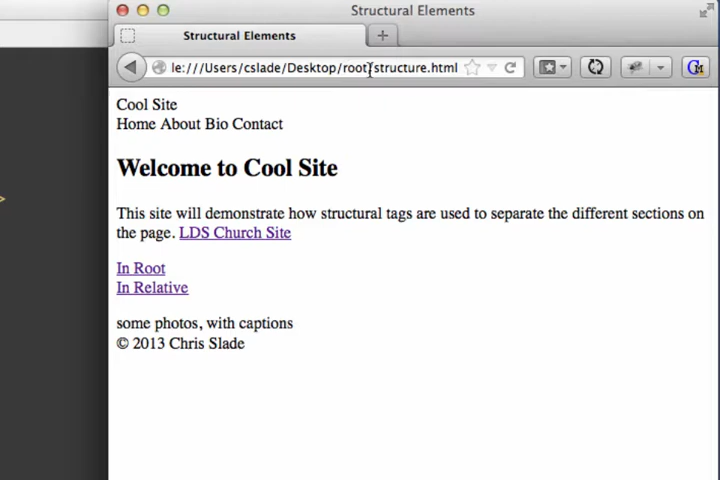 Structural Elements
Structural Elements
le:///Users/cslade/Desktop/root/structure.html
Cool Site
Home About Bio Contact
Welcome to Cool Site
This site will demonstrate how structural tags are used to separate the different sections on
the page. LDS Church Site
In Root
In Relative
some photos, with captions
© 2013 Chris Slade